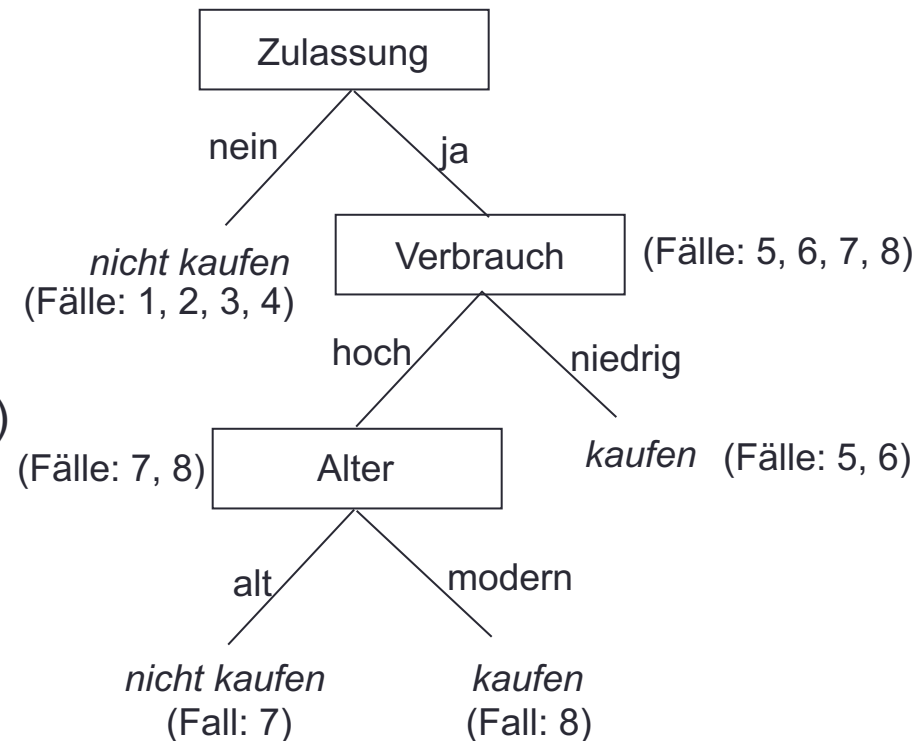 Zulassung
nein
ja
nicht kaufen
(Fälle: 1, 2, 3, 4)
Verbrauch
(Fälle: 5, 6, 7, 8)
hoch
niedrig
)
(Fälle: 7, 8)
Alter
kaufen (Fälle: 5, 6)
alt
modern
nicht kaufen
(Fall: 7)
kaufen
(Fall: 8)